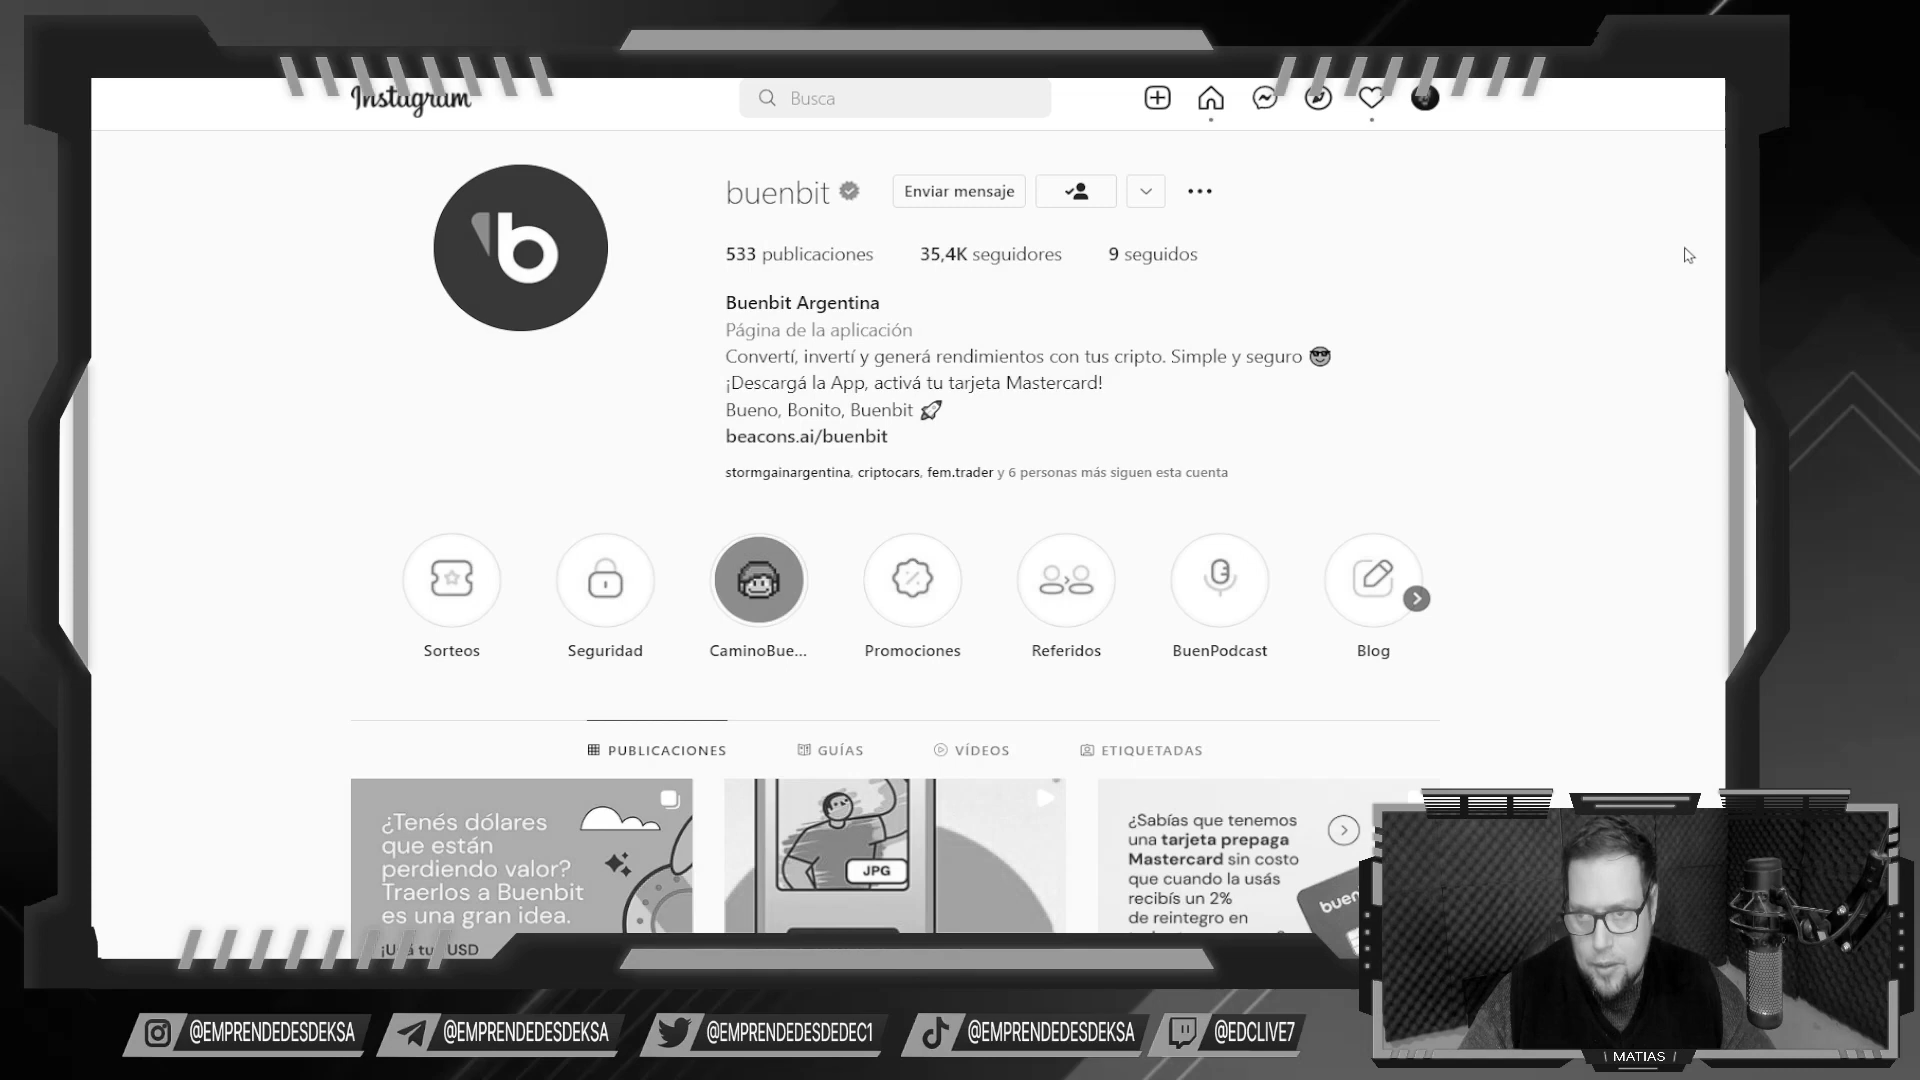 Instagram
Busca
buenbit
Enviar mensaje
533 publicaciones
35,4K seguidores
9 seguidos
Buenbit Argentina
Página de la aplicación
Convertí, invertí y generá rendimientos con tus cripto. Simple y seguro 😎
¡Descargá la App, activá tu tarjeta Mastercard!
Bueno, Bonito, Buenbit 🚀
beacons.ai/buenbit
stormgainargentina, criptocars, fem.trader y 6 personas más siguen esta cuenta
Sorteos
Seguridad
CaminoBue...
Promociones
Referidos
BuenPodcast
Blog
PUBLICACIONES
GUÍAS
VÍDEOS
ETIQUETADAS
¿Tenés dólares
que están
perdiendo valor?
Traerlos a Buenbit
es una gran idea.
USD
JPG
¿Sabías que tenemos
una tarjeta prepaga
Mastercard sin costo
que cuando la usás
recibís un 2%
de reintegro en
@EMPRENDEDESDEKSA
@EMPRENDEDESDEKSA
@EMPRENDEDESDEDEC1
@EMPRENDEDESDEKSA
@EDCLIVE7
MATIAS